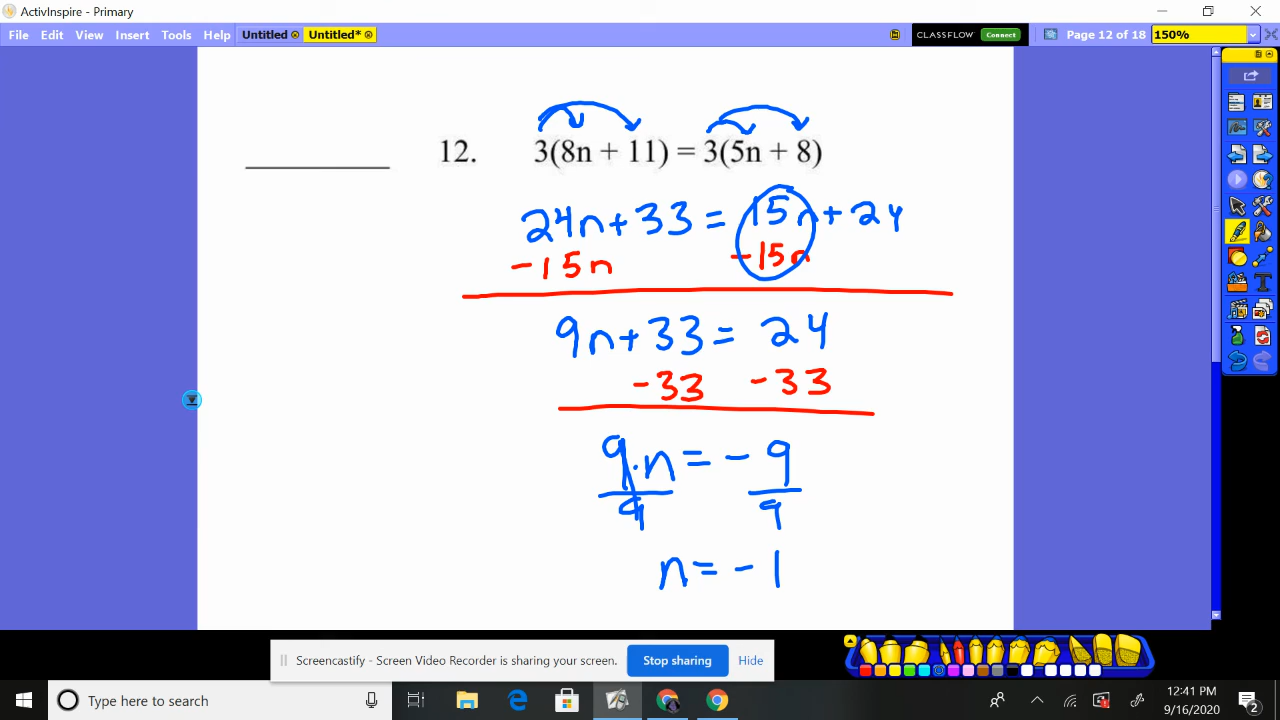 ActivInspire - Primary
File Edit View Insert Tools Help Untitled Untitled* CLASSFLOW Connect Page 12 of 18 150%
12. 3(8n + 11) = 3(5n + 8)
24n+33 = 15n+24
-15n -15n
9n+33 = 24
-33 -33
9·n = -9
9 9
n = -1
Screencastify - Screen Video Recorder is sharing your screen. Stop sharing Hide
Type here to search
12:41 PM
9/16/2020
2